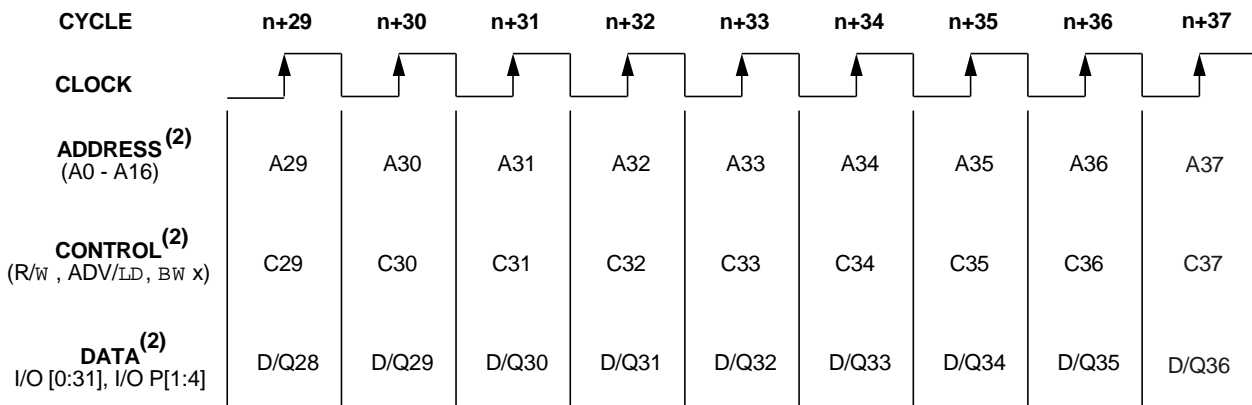 CYCLE n+29 n+30 n+31 n+32 n+33 n+34 n+35 n+36 n+37
CLOCK
ADDRESS(2)
(A0 - A16) A29 A30 A31 A32 A33 A34 A35 A36 A37
CONTROL(2)
(R/W , ADV/LD, BW x) C29 C30 C31 C32 C33 C34 C35 C36 C37
DATA(2)
I/O [0:31], I/O P[1:4] D/Q28 D/Q29 D/Q30 D/Q31 D/Q32 D/Q33 D/Q34 D/Q35 D/Q36